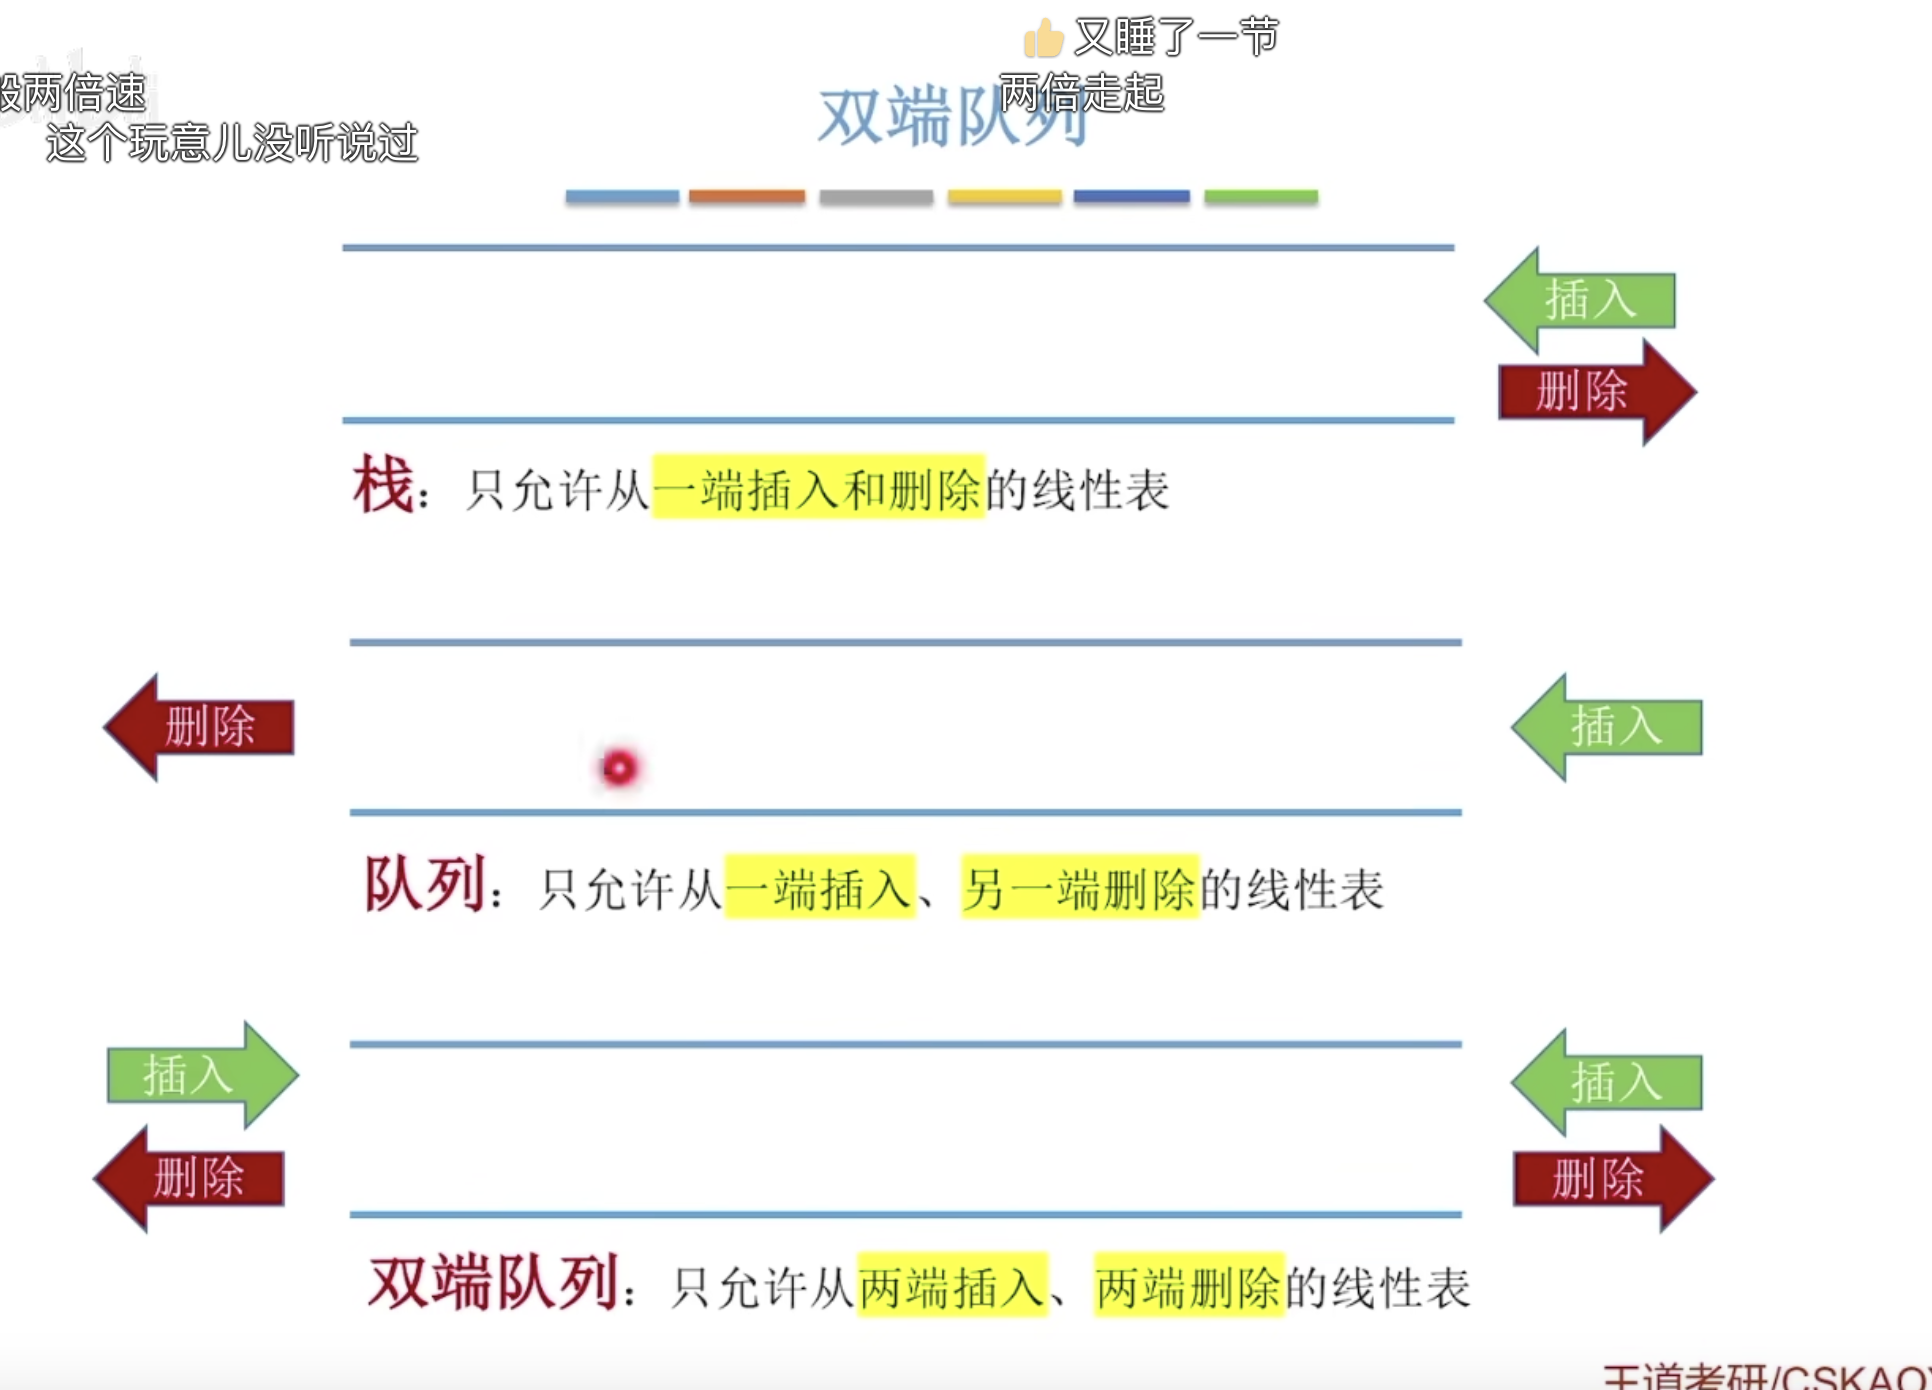 👍又睡了一节
两倍速
两倍走起
双端队列
这个玩意儿没听说过
插入
删除
栈：只允许从一端插入和删除的线性表
删除
插入
队列：只允许从一端插入、另一端删除的线性表
插入
插入
删除
删除
双端队列：只允许从两端插入、两端删除的线性表
王道考研/CSKAO